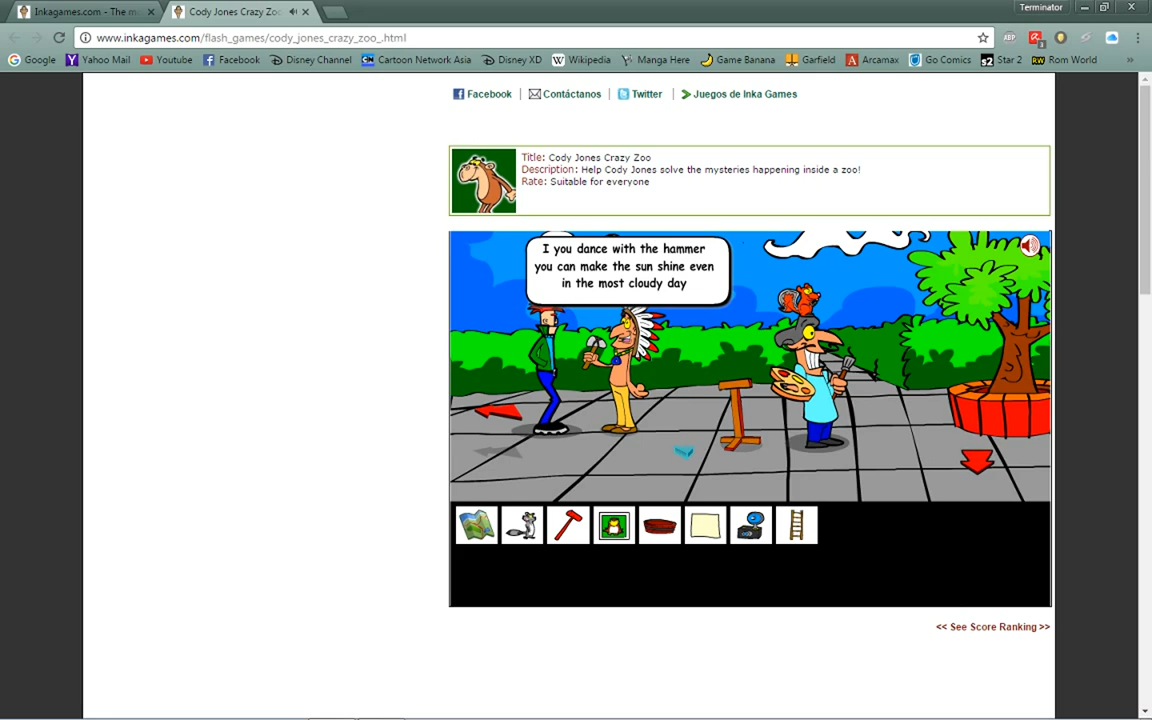 Inkagames.com - The m
Cody Jones Crazy Zo
Terminator
www.inkagames.com/flash_games/cody_jones_crazy_zoo_.html
Google Yahoo Mail Youtube Facebook Disney Channel Cartoon Network Asia Disney XD Wikipedia Manga Here Game Banana Garfield Arcamax Go Comics Star 2 Rom World
Facebook | Contáctanos | Twitter | Juegos de Inka Games
Title: Cody Jones Crazy Zoo
Description: Help Cody Jones solve the mysteries happening inside a zoo!
Rate: Suitable for everyone
I you dance with the hammer
you can make the sun shine even
in the most cloudy day
<< See Score Ranking >>